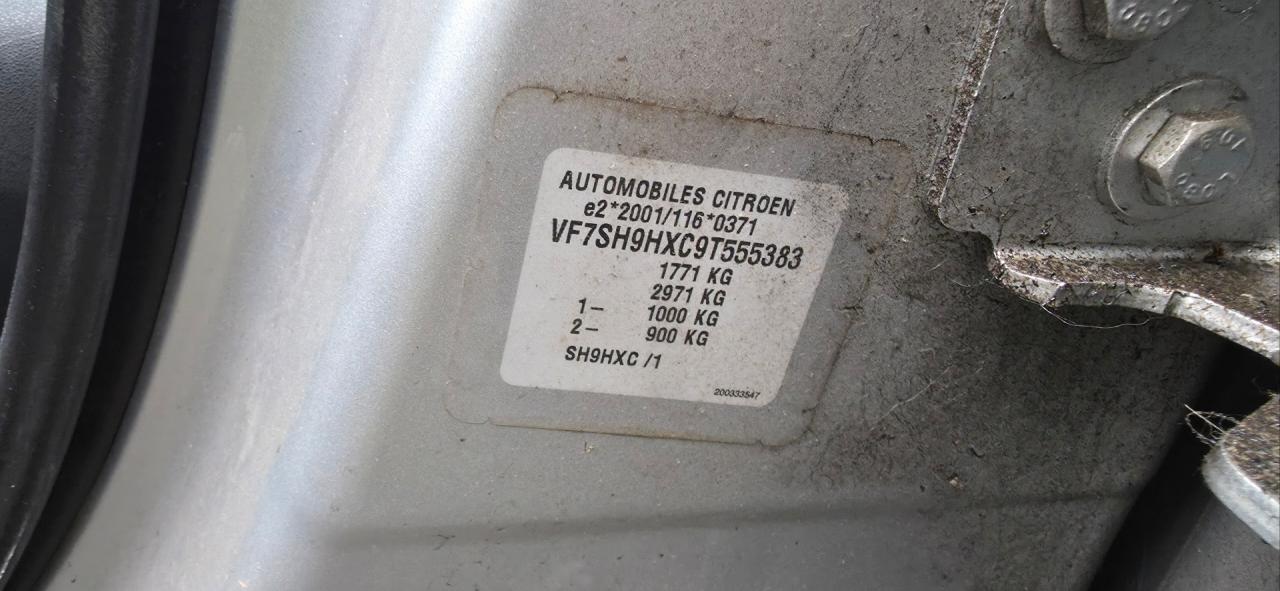 AUTOMOBILES CITROEN
e2*2001/116*0371
VF7SH9HXC9T555383
1771 KG
2971 KG
1– 1000 KG
2– 900 KG
SH9HXC /1
200333547